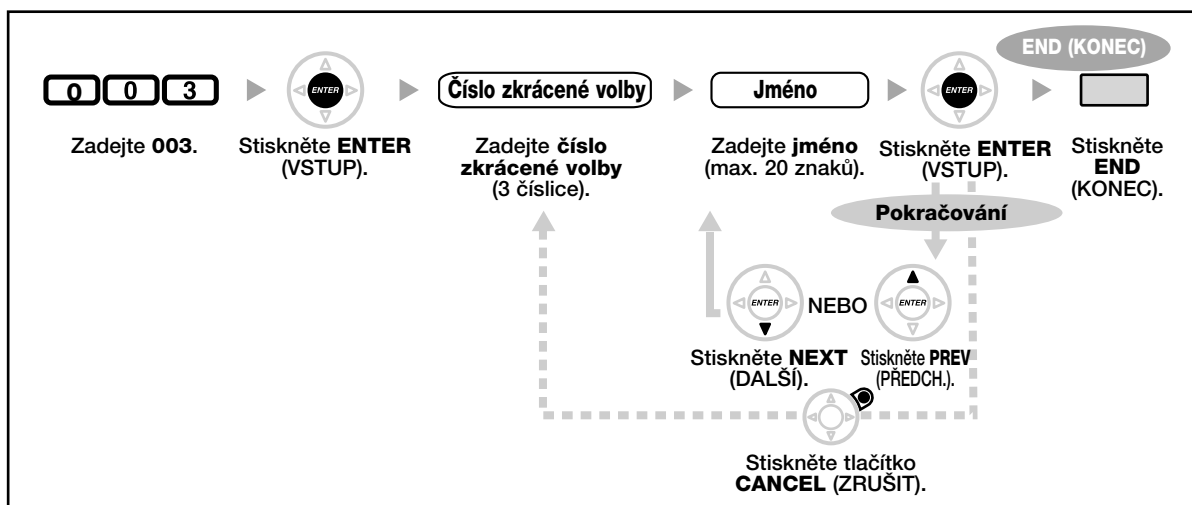 END (KONEC)
0 0 3
ENTER
Číslo zkrácené volby
Jméno
ENTER
Zadejte 003.
Stiskněte ENTER
(VSTUP).
Zadejte číslo
zkrácené volby
(3 číslice).
Zadejte jméno
(max. 20 znaků).
Stiskněte ENTER
(VSTUP).
Stiskněte
END
(KONEC).
Pokračování
ENTER
NEBO
ENTER
Stiskněte NEXT
(DALŠÍ).
Stiskněte PREV
(PŘEDCH.).
Stiskněte tlačítko
CANCEL (ZRUŠIT).